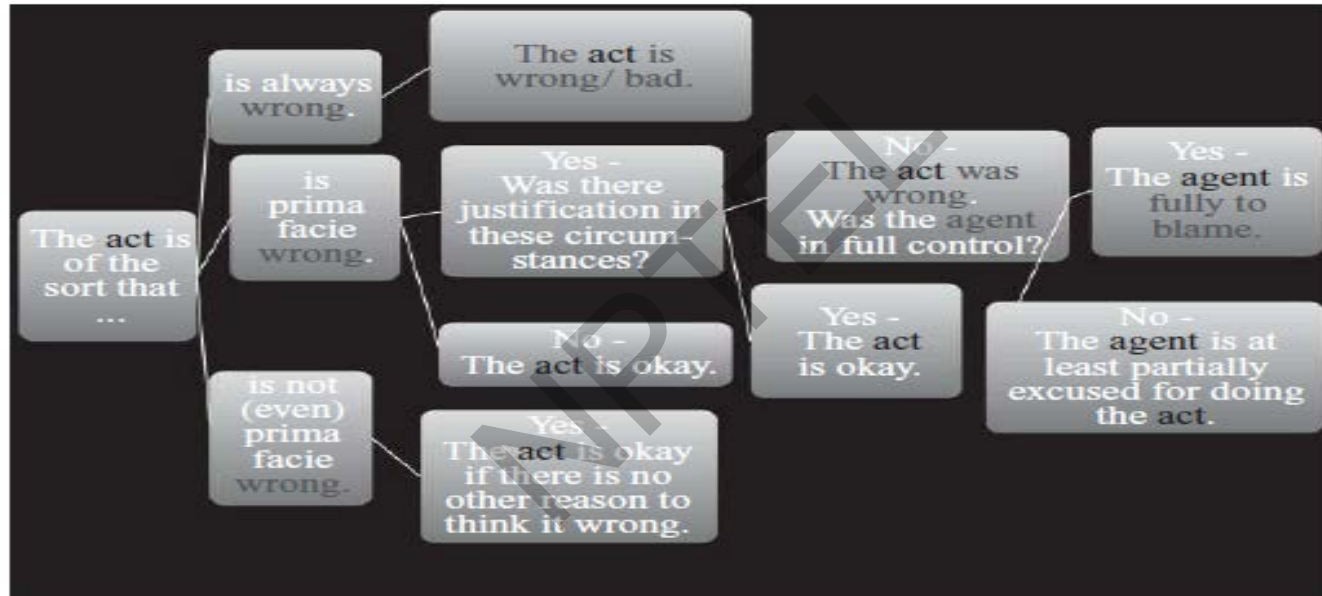 The act is
of the
sort that
...
is always
wrong.
The act is
wrong/ bad.
is
prima
facie
wrong.
Yes -
Was there
justification in
these circum-
stances?
No -
The act was
wrong.
Was the agent
in full control?
Yes -
The agent is
fully to
blame.
No -
The agent is at
least partially
excused for doing
the act.
Yes -
The act
is okay.
No -
The act is okay.
is not
(even)
prima
facie
wrong.
Yes -
The act is okay
if there is no
other reason to
think it wrong.
NPTEL